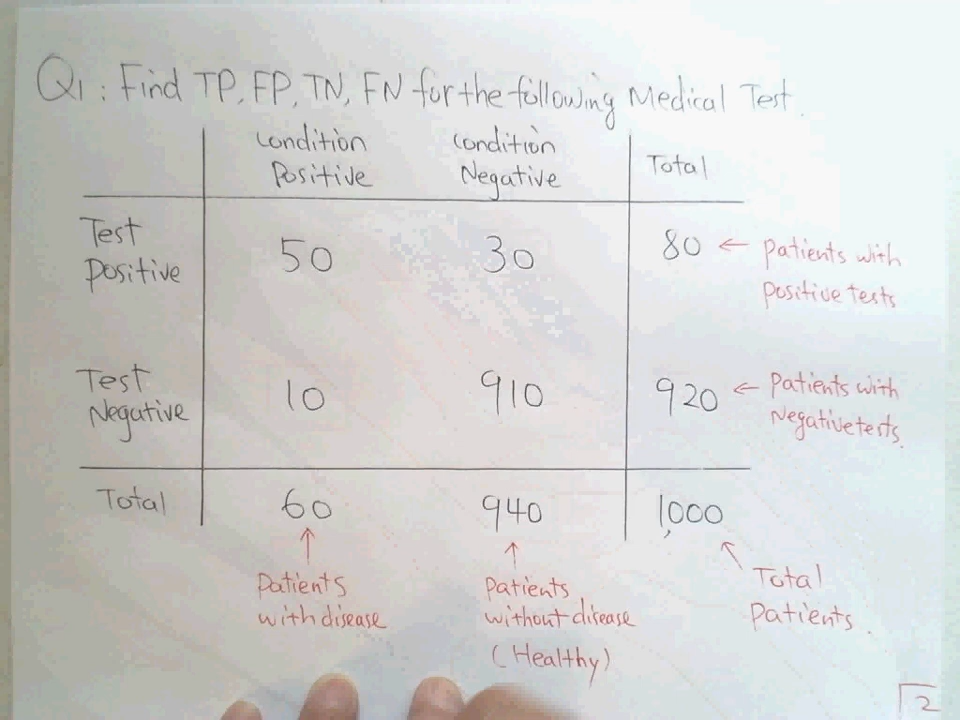 Q1: Find TP, FP, TN, FN for the following Medical Test.
Condition Positive
Condition Negative
Total
Test Positive
50
30
80
← Patients with positive tests
Test Negative
10
910
920
← Patients with Negative tests.
Total
60
940
1,000
↑ Patients with disease
↑ Patients without disease (Healthy)
↖ Total Patients.
2